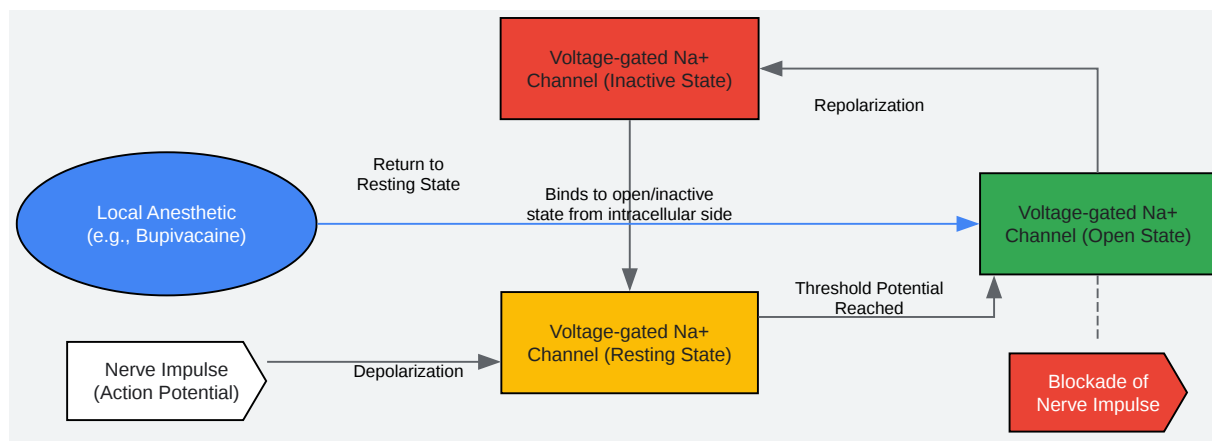 Voltage-gated Na+
Channel (Inactive State)
Repolarization
Return to
Resting State
Binds to open/inactive
state from intracellular side
Local Anesthetic
(e.g., Bupivacaine)
Voltage-gated Na+
Channel (Open State)
Threshold Potential
Reached
Voltage-gated Na+
Channel (Resting State)
Nerve Impulse
(Action Potential)
Depolarization
Blockade of
Nerve Impulse